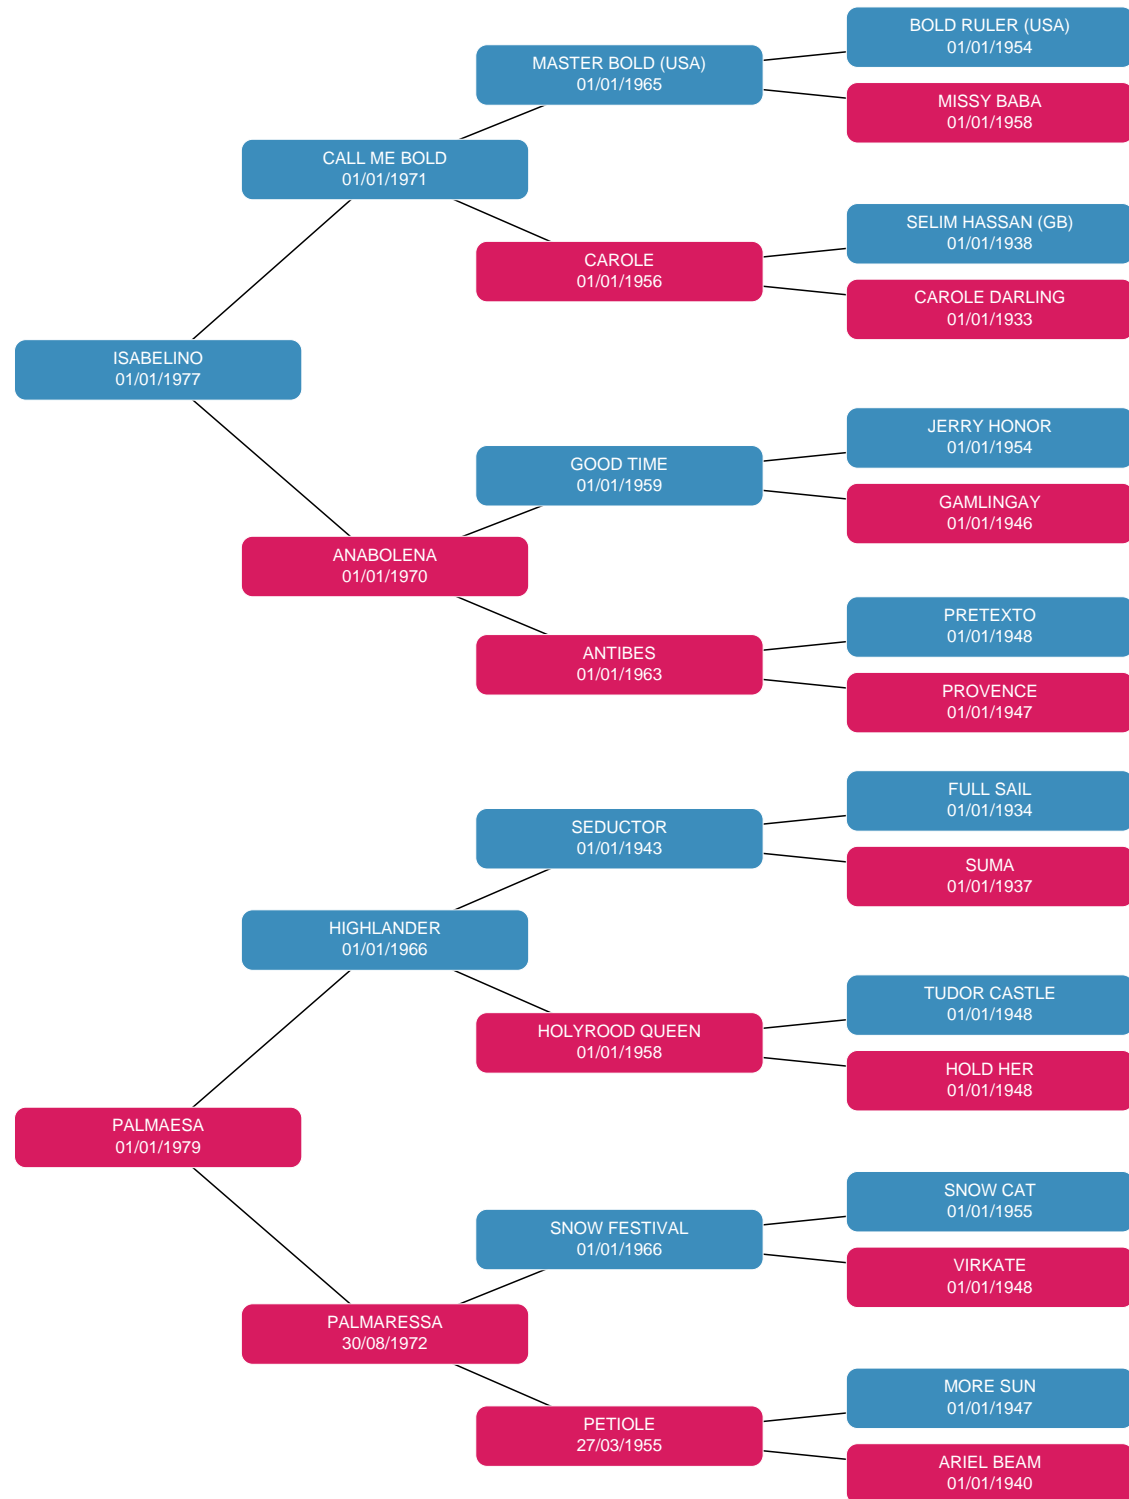 BOLD RULER (USA)
01/01/1954
MASTER BOLD (USA)
01/01/1965
MISSY BABA
01/01/1958
CALL ME BOLD
01/01/1971
SELIM HASSAN (GB)
01/01/1938
CAROLE
01/01/1956
CAROLE DARLING
01/01/1933
ISABELINO
01/01/1977
JERRY HONOR
01/01/1954
GOOD TIME
01/01/1959
GAMLINGAY
01/01/1946
ANABOLENA
01/01/1970
PRETEXTO
01/01/1948
ANTIBES
01/01/1963
PROVENCE
01/01/1947
FULL SAIL
01/01/1934
SEDUCTOR
01/01/1943
SUMA
01/01/1937
HIGHLANDER
01/01/1966
TUDOR CASTLE
01/01/1948
HOLYROOD QUEEN
01/01/1958
HOLD HER
01/01/1948
PALMAESA
01/01/1979
SNOW CAT
01/01/1955
SNOW FESTIVAL
01/01/1966
VIRKATE
01/01/1948
PALMARESSA
30/08/1972
MORE SUN
01/01/1947
PETIOLE
27/03/1955
ARIEL BEAM
01/01/1940